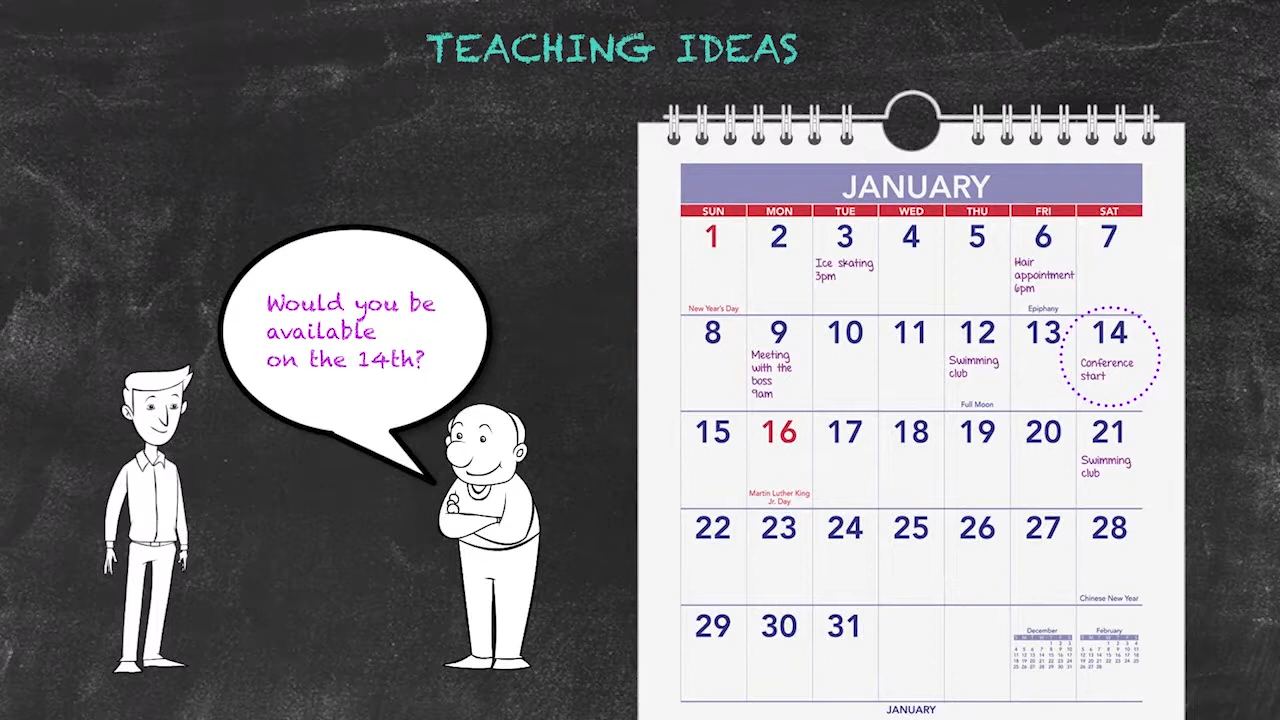 TEACHING IDEAS
Would you be
available
on the 14th?
JANUARY
SUN MON TUE WED THU FRI SAT
1 2 3 4 5 6 7
Ice skating
3pm
Hair
appointment
6pm
New Year's Day
Epiphany
8 9 10 11 12 13 14
Meeting
with the
boss
9am
Swimming
club
Full Moon
Conference
start
15 16 17 18 19 20 21
Martin Luther King
Jr. Day
Swimming
club
22 23 24 25 26 27 28
Chinese New Year
29 30 31
December
February
JANUARY